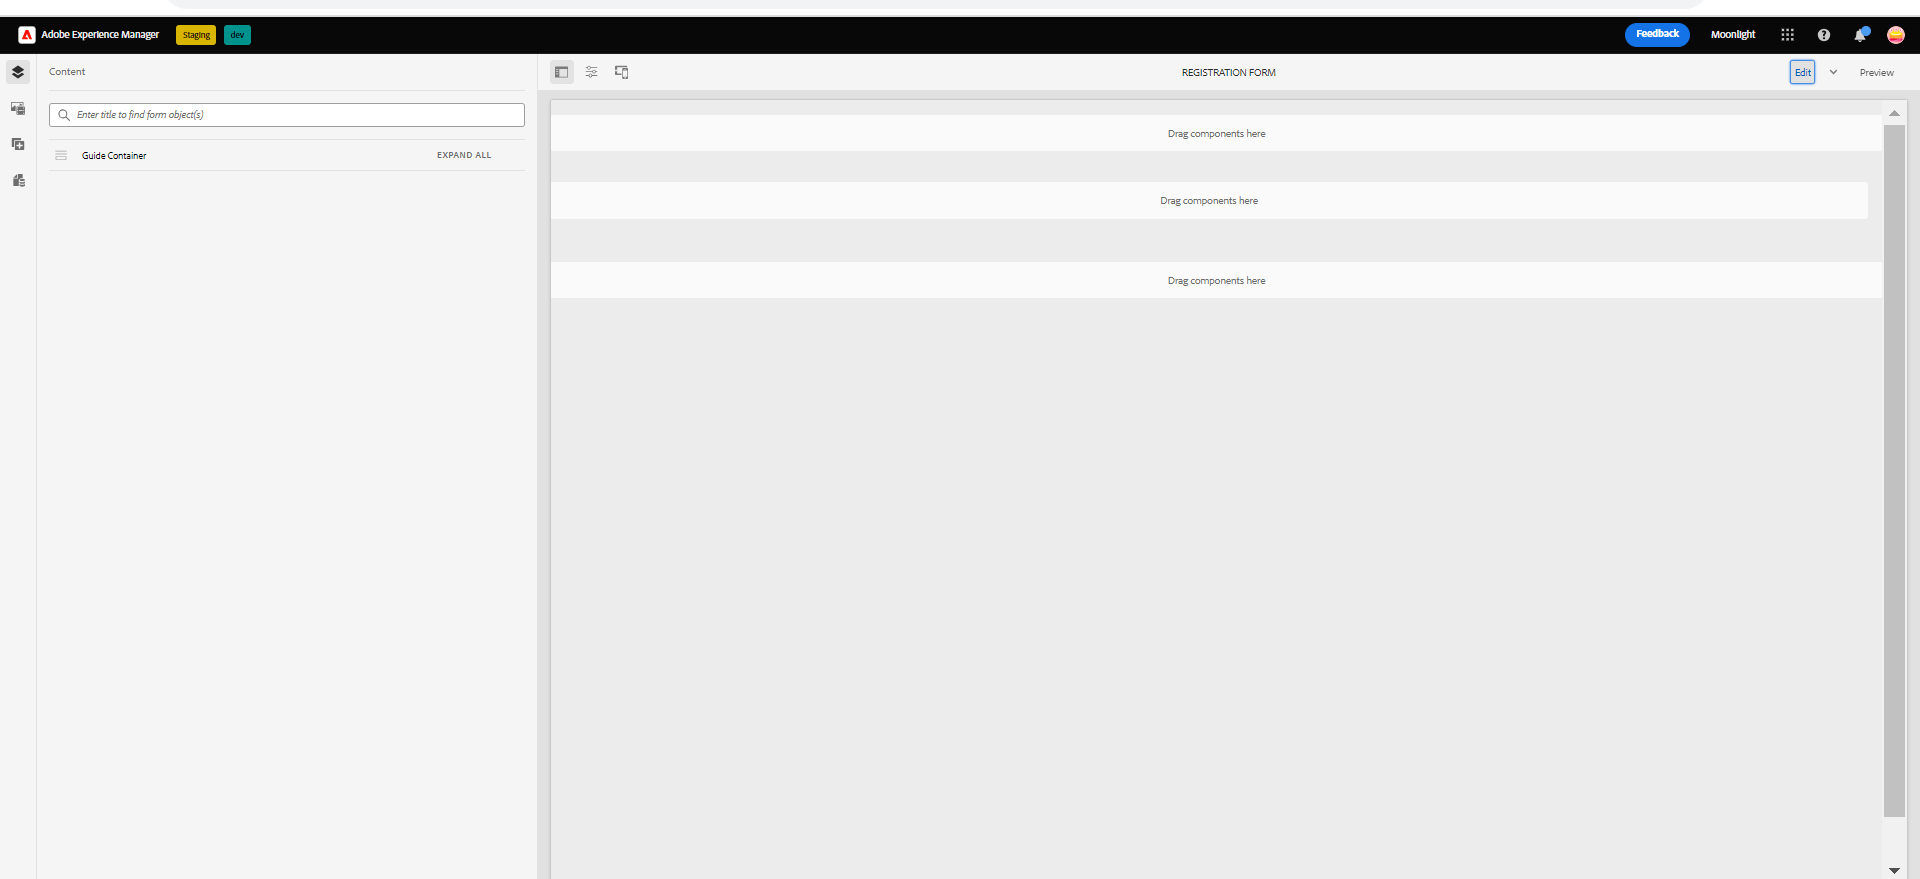 Adobe Experience Manager
Staging
dev
Feedback
Moonlight
Content
REGISTRATION FORM
Edit
Preview
Enter title to find form object(s)
Guide Container
EXPAND ALL
Drag components here
Drag components here
Drag components here